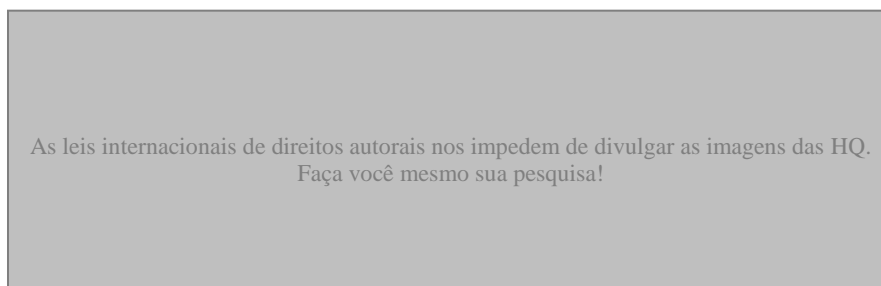 As leis internacionais de direitos autorais nos impedem de divulgar as imagens das HQ.
Faça você mesmo sua pesquisa!